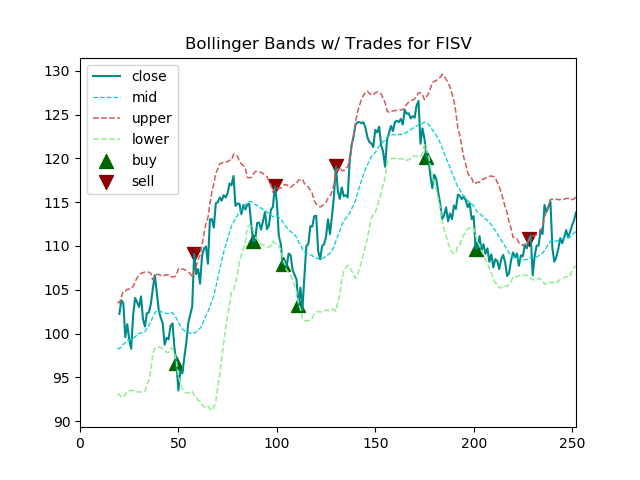 Bollinger Bands w/ Trades for FISV
close
mid
upper
lower
buy
sell
130
125
120
115
110
105
100
95
90
0 50 100 150 200 250